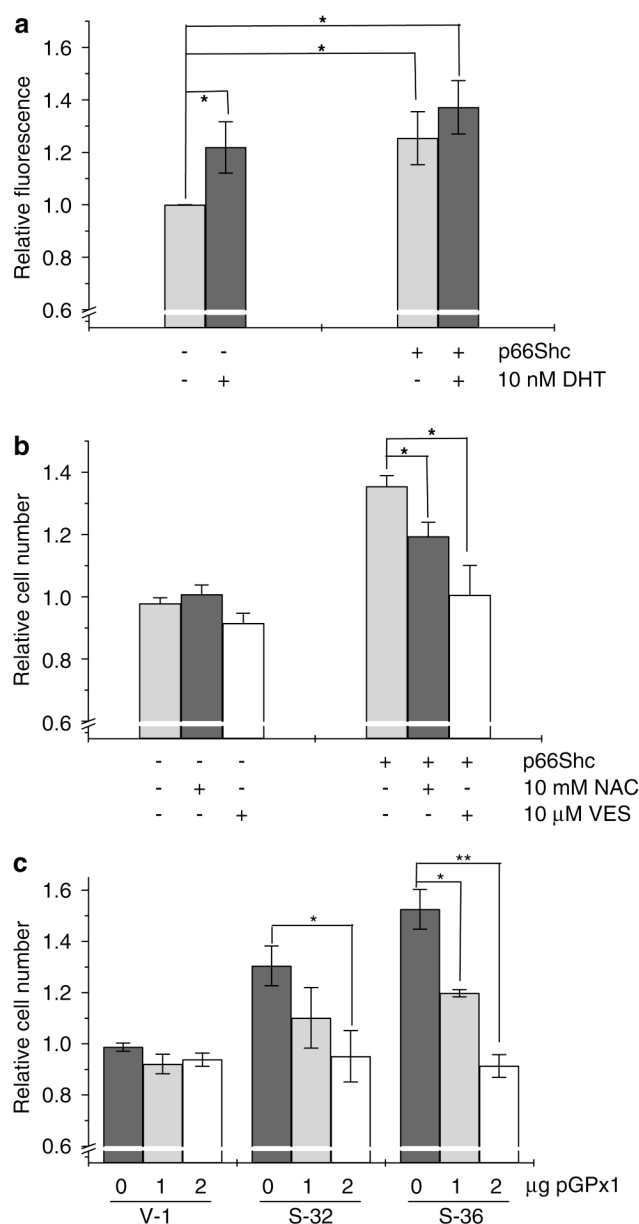 a
Relative fluorescence
1.6
1.4
1.2
1.0
0.8
0.6
*
*
*
- - + + p66Shc
- + - + 10 nM DHT
b
Relative cell number
1.4
1.2
1.0
0.8
0.6
*
*
- - - + + + p66Shc
- + - - + - 10 mM NAC
- - + - - + 10 µM VES
c
Relative cell number
1.6
1.4
1.2
1.0
0.8
0.6
*
**
*
0 1 2 0 1 2 0 1 2 µg pGPx1
V-1 S-32 S-36